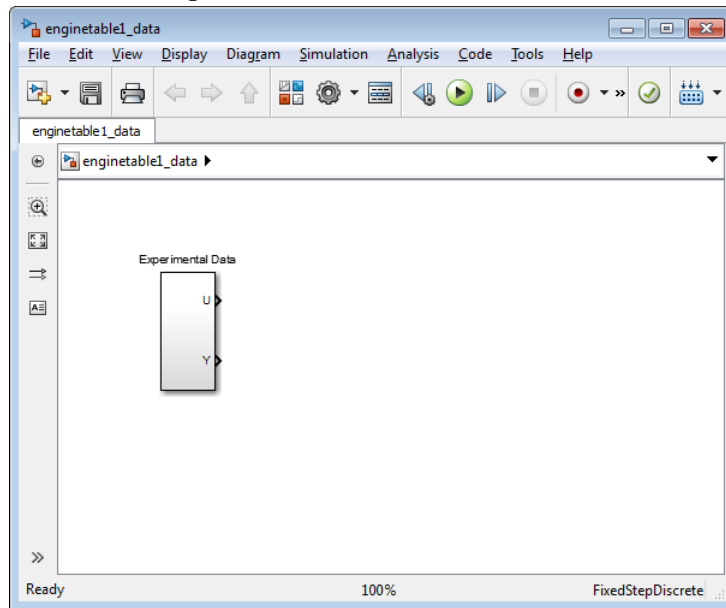 enginetable1_data
File Edit View Display Diagram Simulation Analysis Code Tools Help
enginetable1_data
enginetable1_data
Experimental Data
U
Y
Ready 100% FixedStepDiscrete